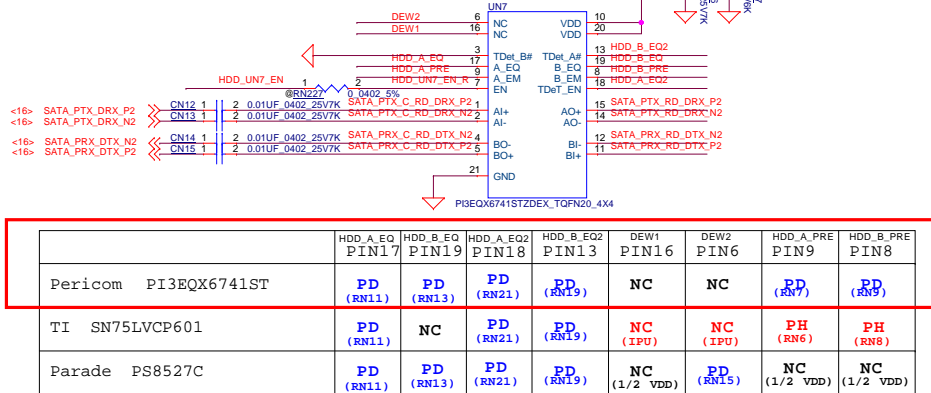 UN7
DEW2 6 NC VDD 10
DEW1 16 NC VDD 20
3 TDet_B# TDet_A# 13 HDD_B_EQ2
HDD_A_EQ 17 A_EQ B_EQ 19 HDD_B_EQ
HDD_A_PRE 9 A_EM B_EM 8 HDD_B_PRE
HDD_UN7_EN 1 2 HDD_UN7_EN_R 7 EN TDeT_EN 18 HDD_A_EQ2
@RN227 0_0402_5%
<16> SATA_PTX_DRX_P2 CN12 1 2 0.01UF_0402_25V7K SATA_PTX_C_RD_DRX_P2 1 AI+ AO+ 15 SATA_PTX_RD_DRX_P2
<16> SATA_PTX_DRX_N2 CN13 1 2 0.01UF_0402_25V7K SATA_PTX_C_RD_DRX_N2 2 AI- AO- 14 SATA_PTX_RD_DRX_N2
<16> SATA_PRX_DTX_N2 CN14 1 2 0.01UF_0402_25V7K SATA_PRX_C_RD_DTX_N2 4 BO- BI- 12 SATA_PRX_RD_DTX_N2
<16> SATA_PRX_DTX_P2 CN15 1 2 0.01UF_0402_25V7K SATA_PRX_C_RD_DTX_P2 5 BO+ BI+ 11 SATA_PRX_RD_DTX_P2
21 GND
PI3EQX6741STZDEX_TQFN20_4X4
HDD_A_EQ HDD_B_EQ HDD_A_EQ2 HDD_B_EQ2 DEW1 DEW2 HDD_A_PRE HDD_B_PRE
PIN17 PIN19 PIN18 PIN13 PIN16 PIN6 PIN9 PIN8
Pericom PI3EQX6741ST PD PD PD PD NC NC PD PD
(RN11) (RN13) (RN21) (RN19) (RN7) (RN9)
TI SN75LVCP601 PD NC PD PD NC NC PH PH
(RN11) (RN21) (RN19) (IPU) (IPU) (RN6) (RN8)
Parade PS8527C PD PD PD PD NC PD NC NC
(RN11) (RN13) (RN21) (RN19) (1/2 VDD) (RN15) (1/2 VDD) (1/2 VDD)